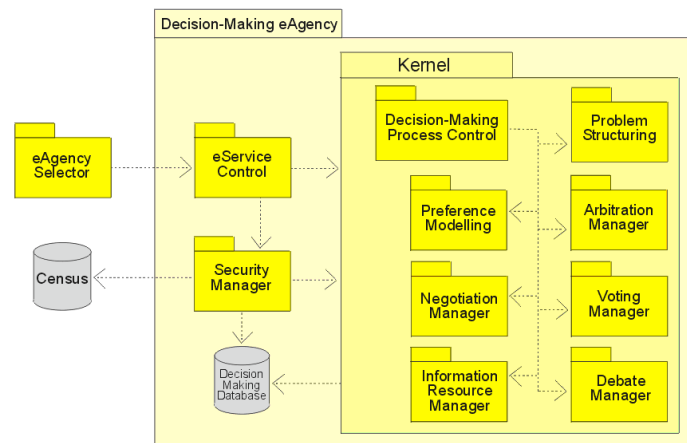 Decision-Making eAgency
Kernel
Decision-Making
Process Control
Problem
Structuring
eAgency
Selector
eService
Control
Preference
Modelling
Arbitration
Manager
Census
Security
Manager
Negotiation
Manager
Voting
Manager
Decision
Making
Database
Information
Resource
Manager
Debate
Manager